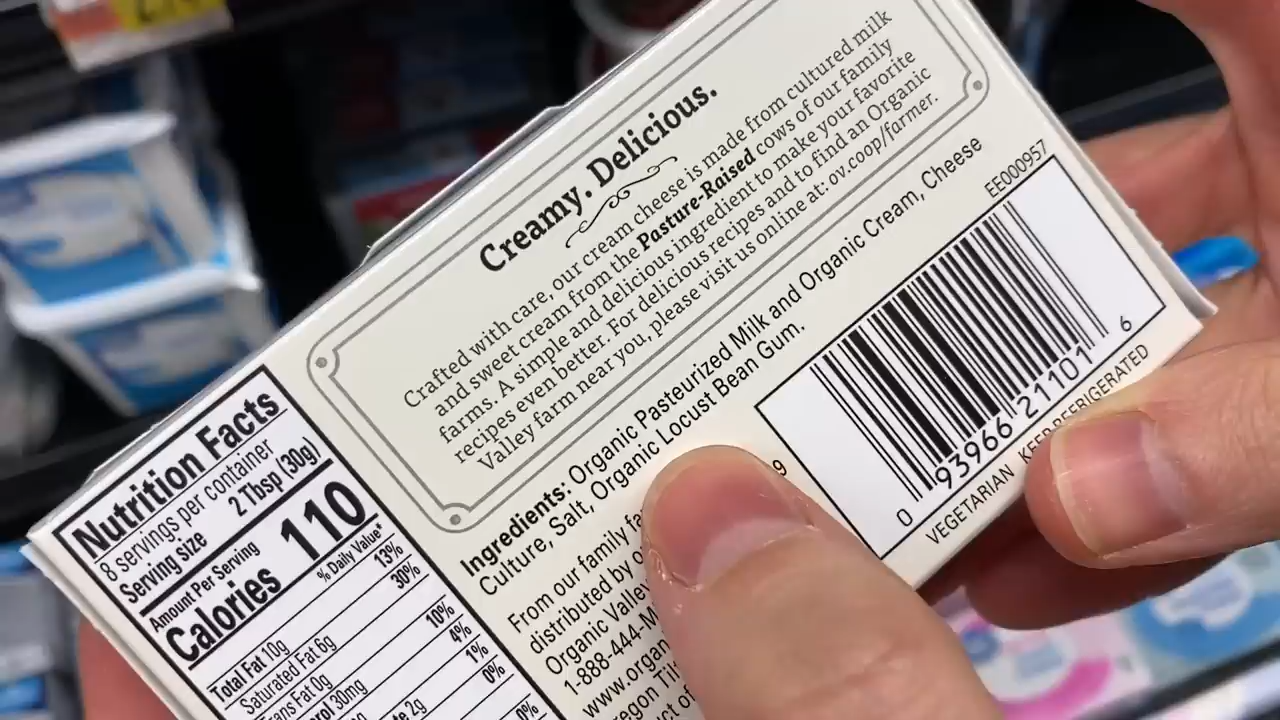 Creamy. Delicious.
Crafted with care, our cream cheese is made from cultured milk
and sweet cream from the Pasture-Raised cows of our family
farms. A simple and delicious ingredient to make your favorite
recipes even better. For delicious recipes and to find an Organic
Valley farm near you, please visit us online at: ov.coop/farmer.
Ingredients: Organic Pasteurized Milk and Organic Cream, Cheese
Culture, Salt, Organic Locust Bean Gum.
From our family
distributed by
Organic Valley
1-888-444-M
EE000957
0 93966 21101 6
VEGETARIAN KEEP REFRIGERATED
Nutrition Facts
8 servings per container
Serving size 2 Tbsp (30g)
Amount Per Serving
Calories 110
% Daily Value*
Total Fat 10g 13%
Saturated Fat 6g 30%
Trans Fat 0g
30mg 10%
4%
2g 1%
0%
0%